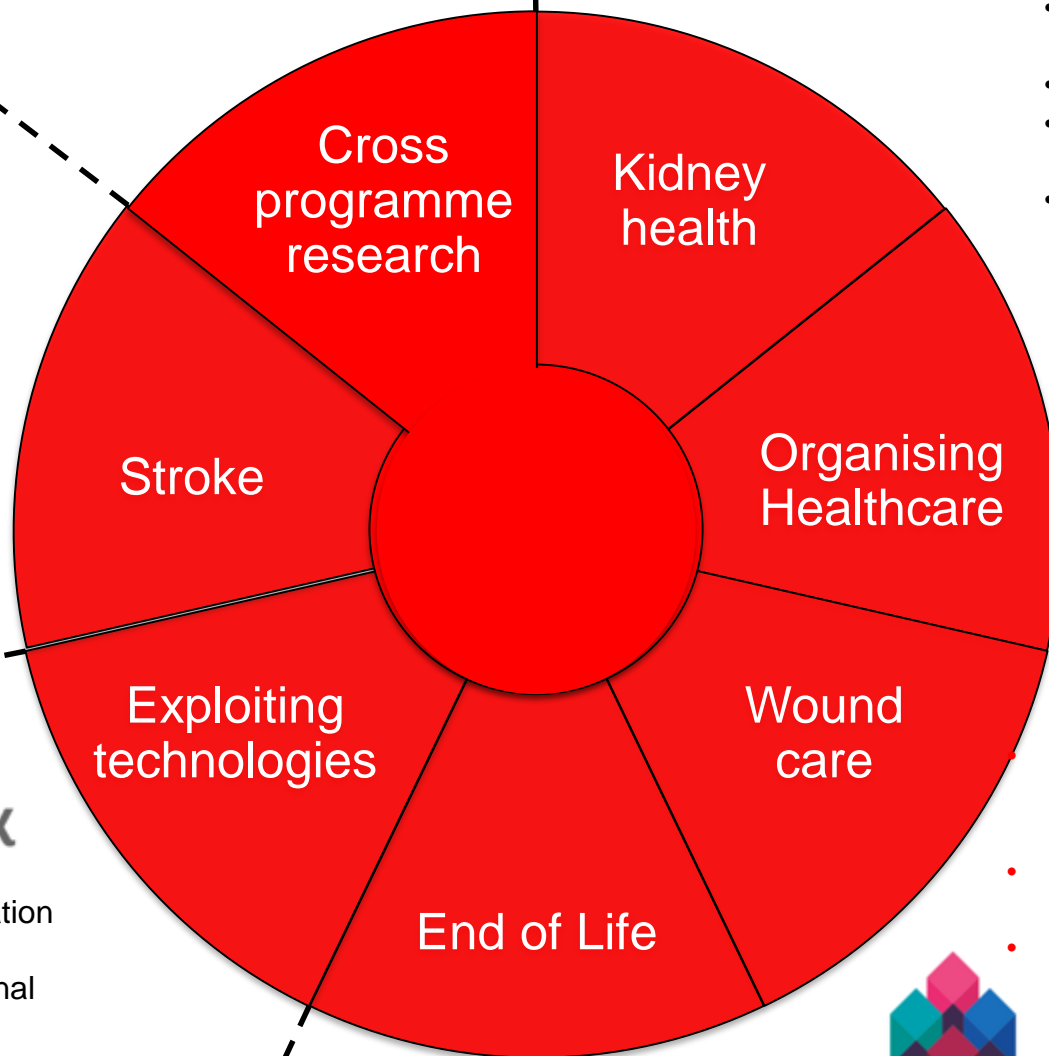 Cross
programme
research
Kidney
health
Organising
Healthcare
Stroke
Exploiting
technologies
Wound
care
End of Life